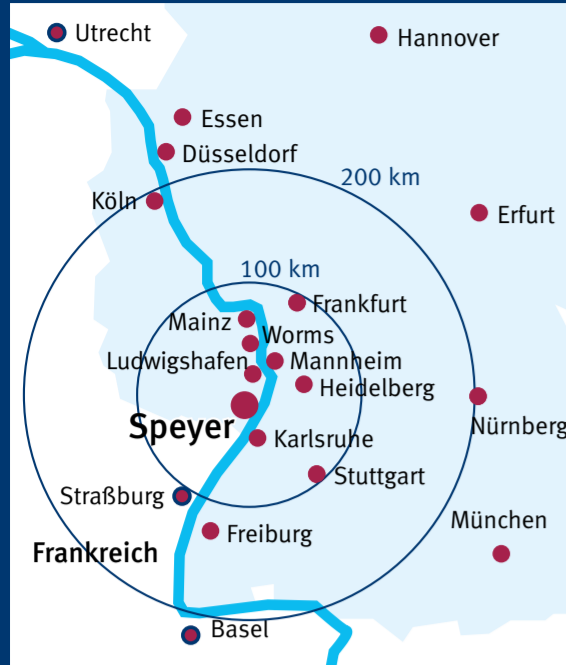 Utrecht
Hannover
Essen
Düsseldorf
200 km
Köln
Erfurt
100 km
Frankfurt
Mainz
Worms
Ludwigshafen
Mannheim
Heidelberg
Speyer
Nürnberg
Karlsruhe
Stuttgart
Straßburg
München
Freiburg
Frankreich
Basel